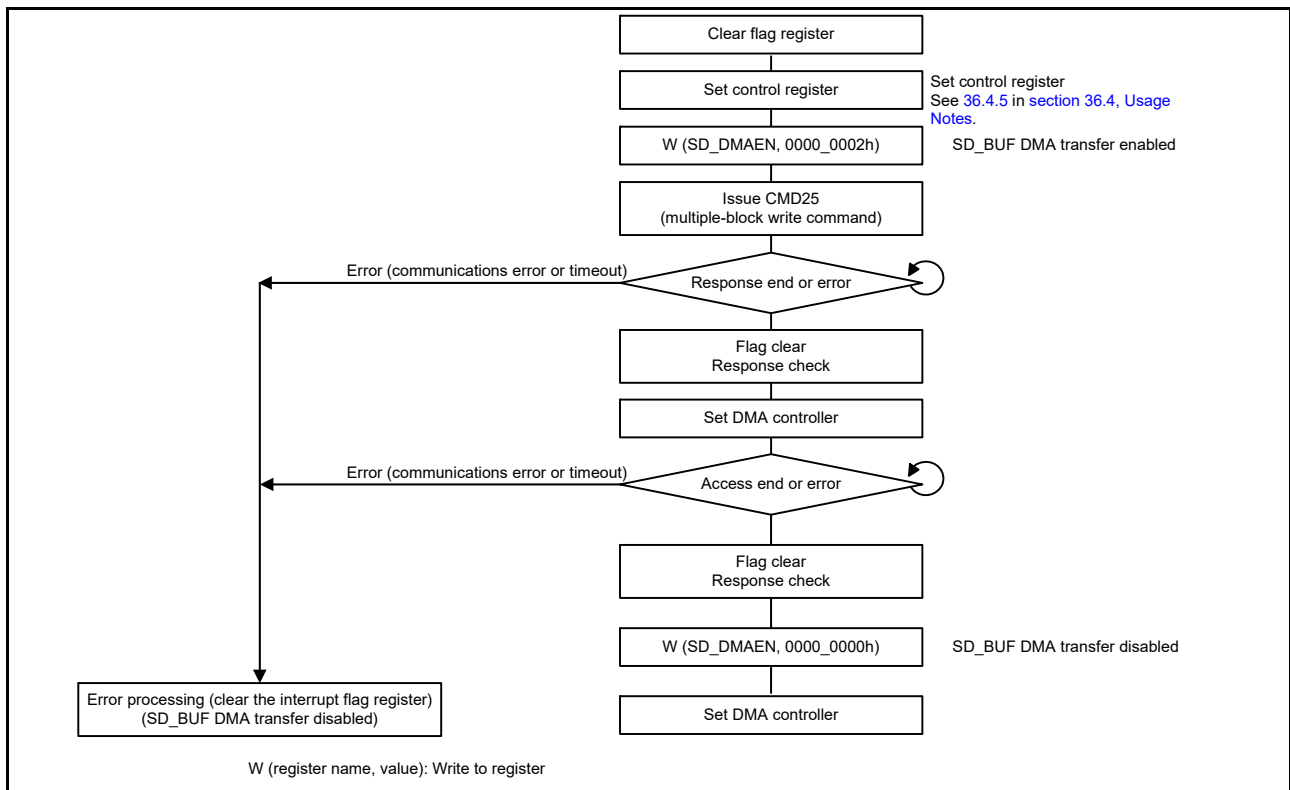 Clear flag register
Set control register
Set control register
See 36.4.5 in section 36.4, Usage
Notes.
W (SD_DMAEN, 0000_0002h)
SD_BUF DMA transfer enabled
Issue CMD25
(multiple-block write command)
Error (communications error or timeout)
Response end or error
Flag clear
Response check
Set DMA controller
Error (communications error or timeout)
Access end or error
Flag clear
Response check
W (SD_DMAEN, 0000_0000h)
SD_BUF DMA transfer disabled
Error processing (clear the interrupt flag register)
(SD_BUF DMA transfer disabled)
Set DMA controller
W (register name, value): Write to register